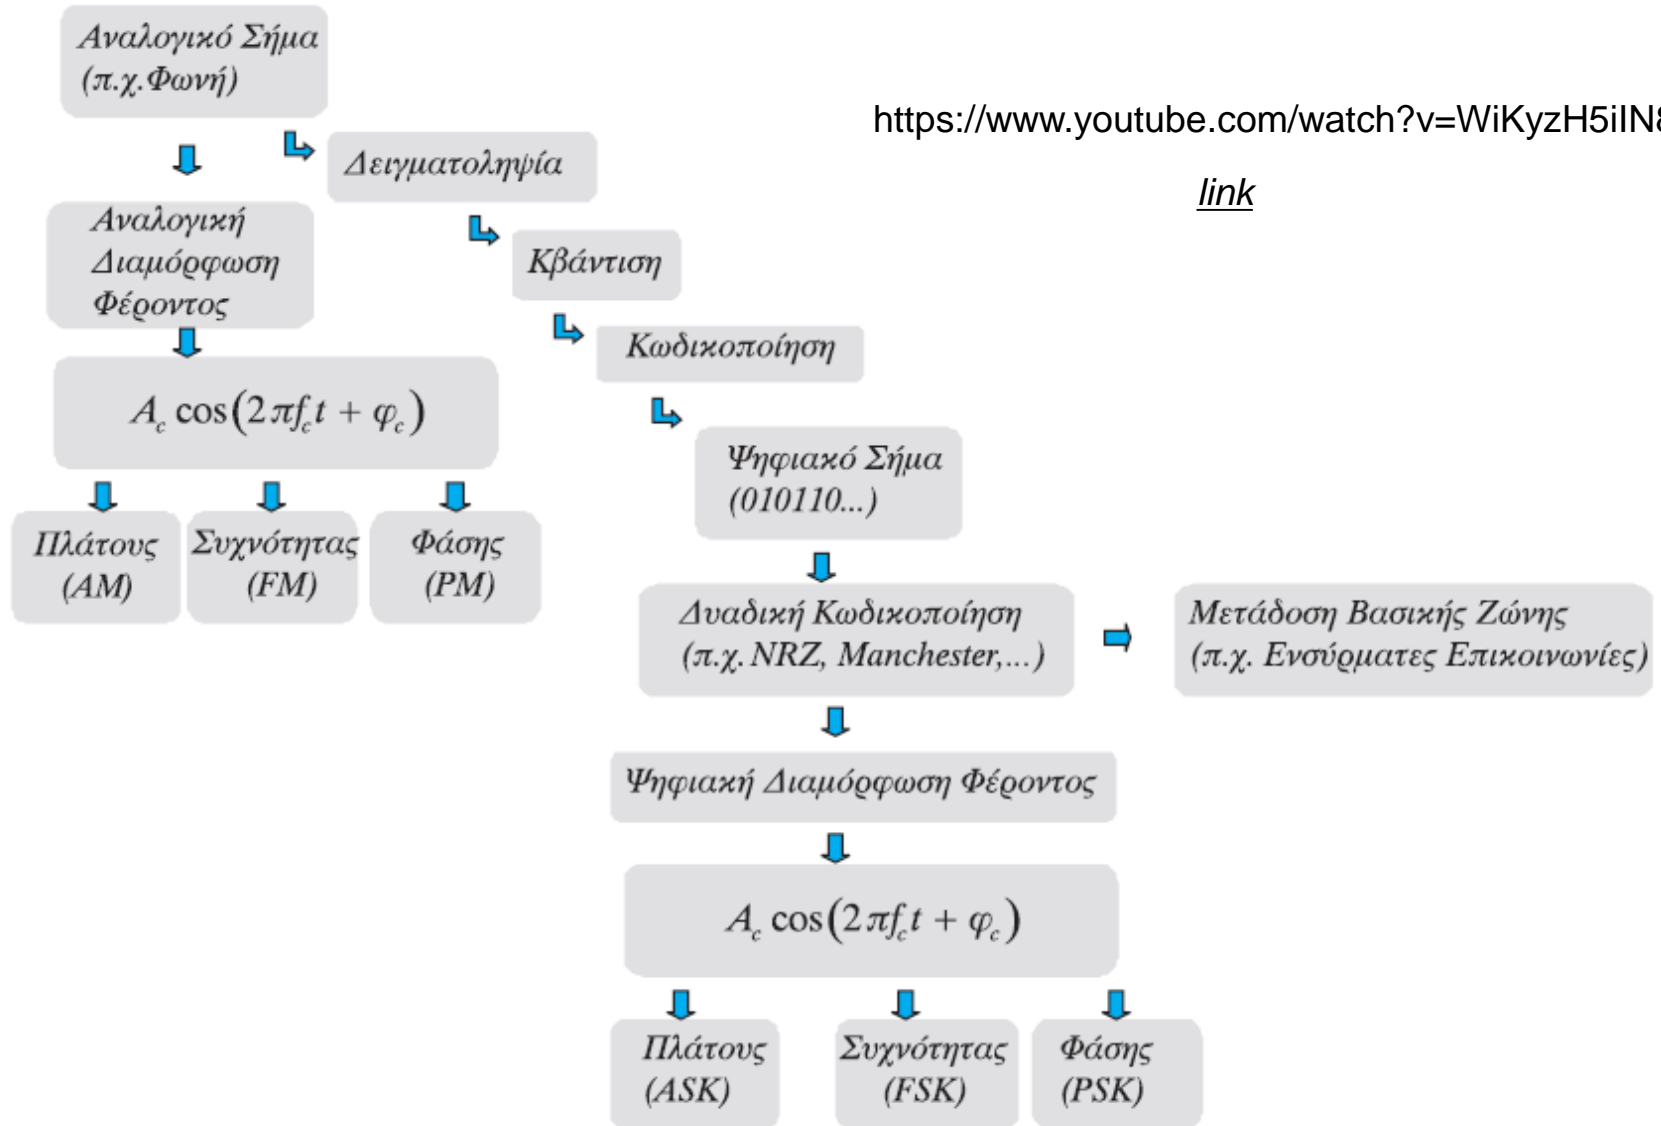 Αναλογικό Σήμα
(π.χ.Φωνή)
https://www.youtube.com/watch?v=WiKyzH5iIN8
link
Δειγματοληψία
Αναλογική
Διαμόρφωση
Φέροντος
Κβάντιση
Κωδικοποίηση
A_c cos(2πf_c t + φ_c)
Ψηφιακό Σήμα
(010110...)
Πλάτους
(AM)
Συχνότητας
(FM)
Φάσης
(PM)
Δυαδική Κωδικοποίηση
(π.χ. NRZ, Manchester,...)
Μετάδοση Βασικής Ζώνης
(π.χ. Ενσύρματες Επικοινωνίες)
Ψηφιακή Διαμόρφωση Φέροντος
A_c cos(2πf_c t + φ_c)
Πλάτους
(ASK)
Συχνότητας
(FSK)
Φάσης
(PSK)